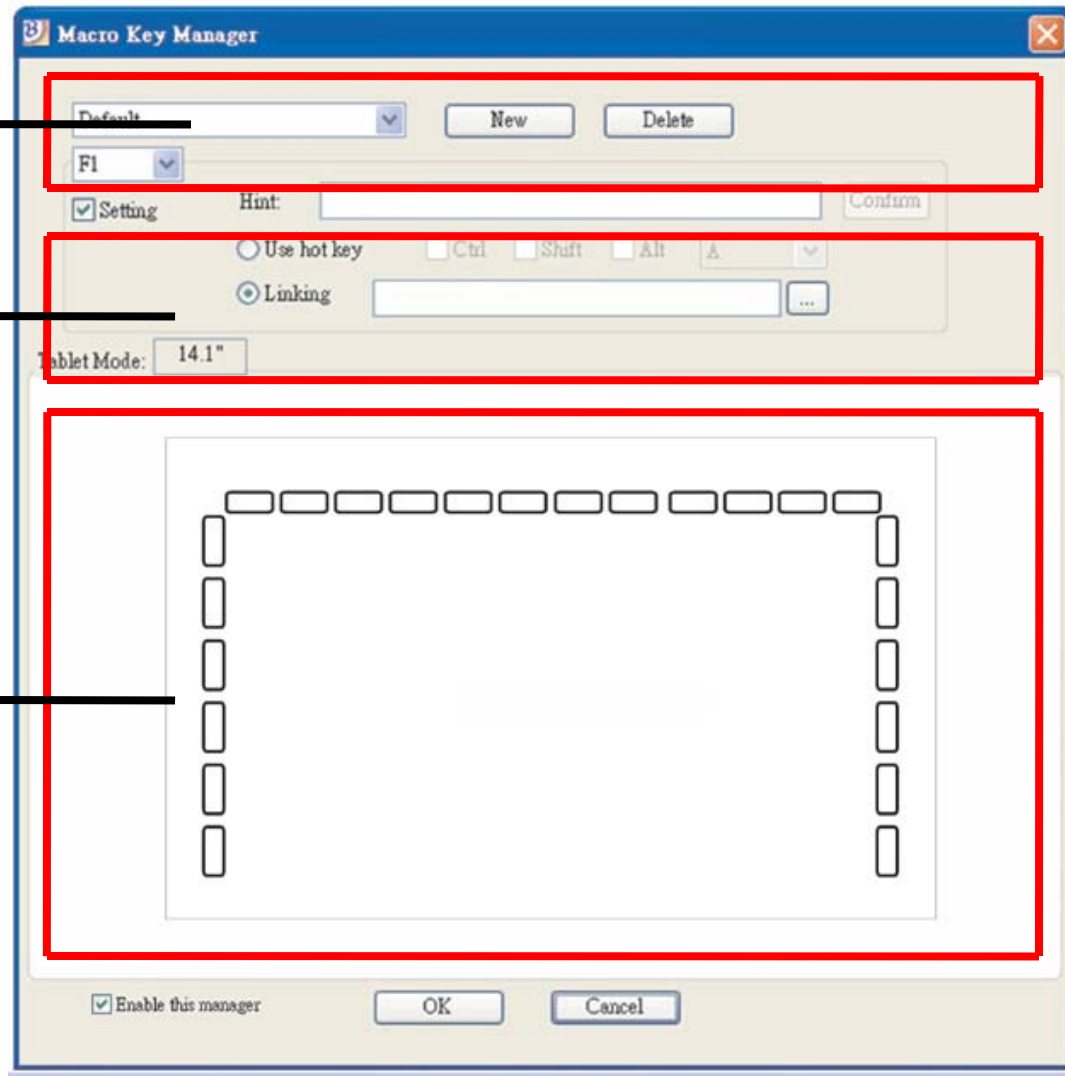 Macro Key Manager
Default
New
Delete
F1
Setting
Hint:
Confirm
Use hot key
Ctrl
Shift
Alt
A
Linking
...
Tablet Mode:
14.1"
Enable this manager
OK
Cancel